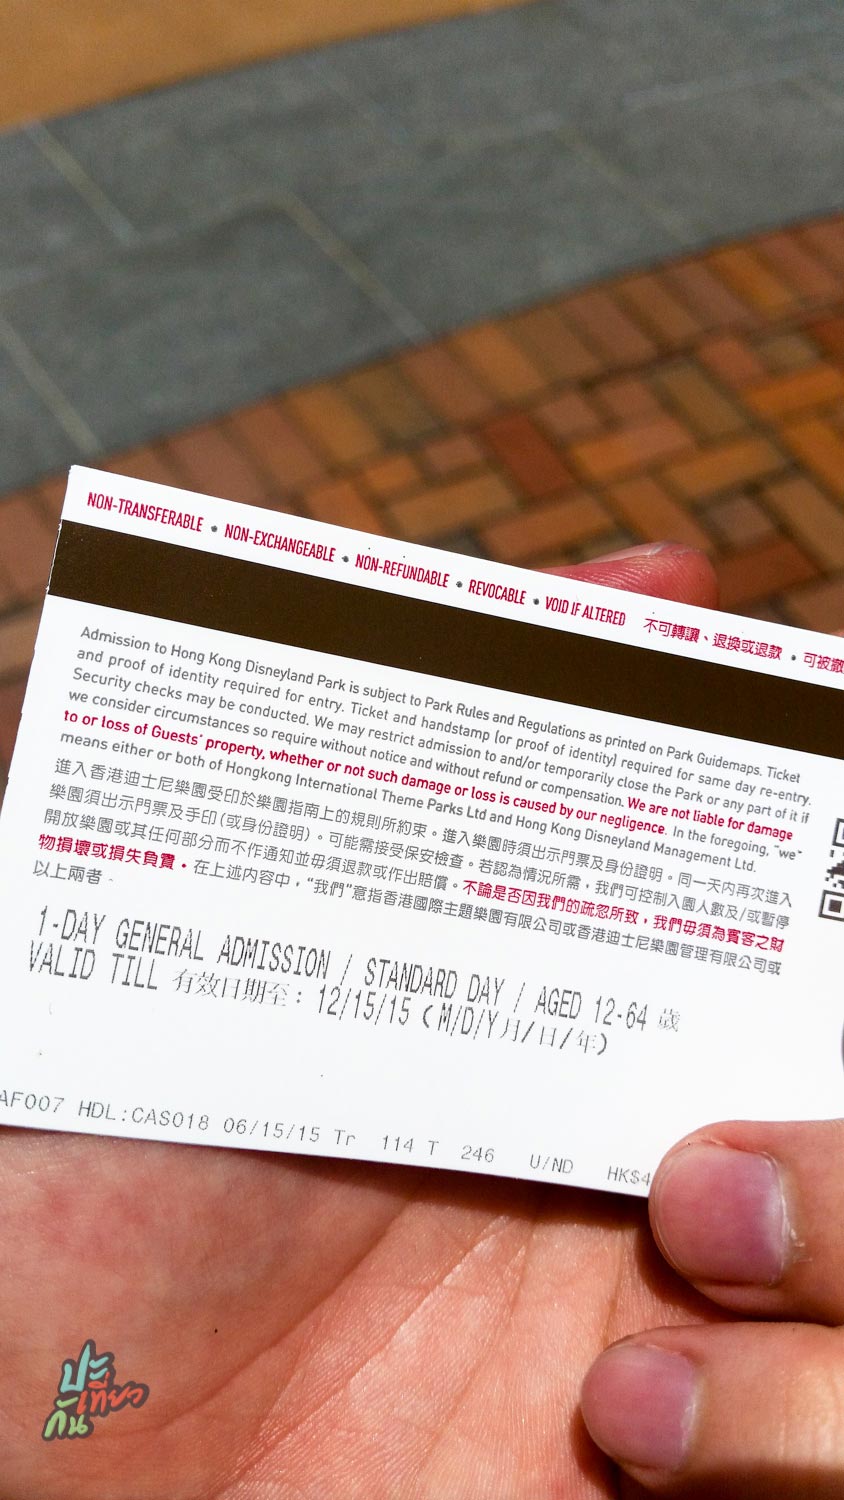 NON-TRANSFERABLE • NON-EXCHANGEABLE • NON-REFUNDABLE • REVOCABLE • VOID IF ALTERED 不可轉讓、退換或退款 • 可被撤
Admission to Hong Kong Disneyland Park is subject to Park Rules and Regulations as printed on Park Guidemaps. Ticket
and proof of identity required for entry. Ticket and handstamp (or proof of identity) required for same day re-entry.
Security checks may be conducted. We may restrict admission to and/or temporarily close the Park or any part of it if
we consider circumstances so require without notice and without refund or compensation. We are not liable for damage
to or loss of Guests' property, whether or not such damage or loss is caused by our negligence. In the foregoing, "we"
means either or both of Hongkong International Theme Parks Ltd and Hong Kong Disneyland Management Ltd.
進入香港迪士尼樂園受印於樂園指南上的規則所約束。進入樂園時須出示門票及身份證明。同一天內再次進入
樂園須出示門票及手印(或身份證明)。可能需接受保安檢查。若認為情況所需，我們可控制入園人數及/或暫停
開放樂園或其任何部分而不作通知並毋須退款或作出賠償。不論是否因我們的疏忽所致，我們毋須為賓客之財
物損壞或損失負責。在上述内容中，"我們"意指香港國際主題樂園有限公司或香港迪士尼樂園管理有限公司或
以上兩者。
1-DAY GENERAL ADMISSION / STANDARD DAY / AGED 12-64 歲
VALID TILL 有效日期至: 12/15/15 (M/D/Y月/日/年)
AF007 HDL:CAS018 06/15/15 Tr 114 T 246 U/ND HK$4
ปะ
เที่ยว
กัน